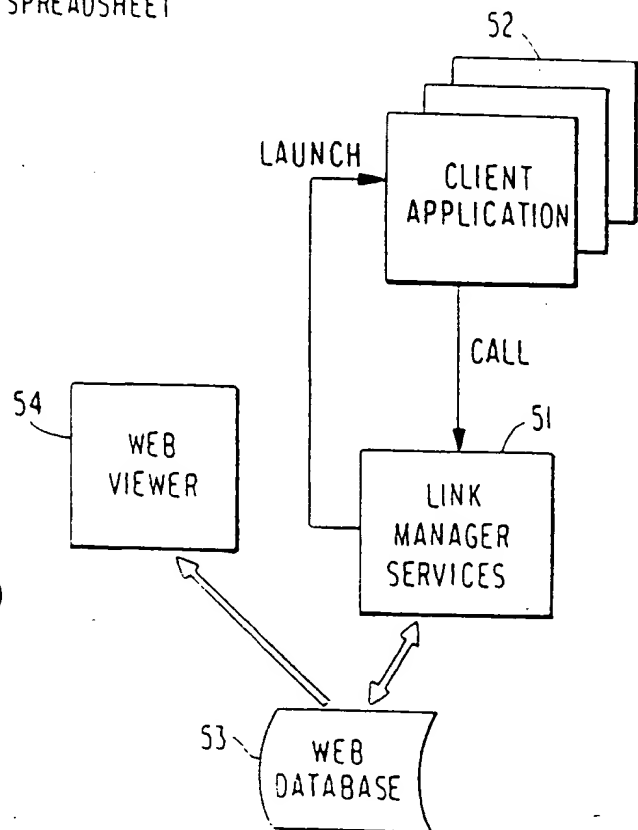 SPREADSHEET
52
LAUNCH
CLIENT
APPLICATION
CALL
54
51
WEB
VIEWER
LINK
MANAGER
SERVICES
53
WEB
DATABASE